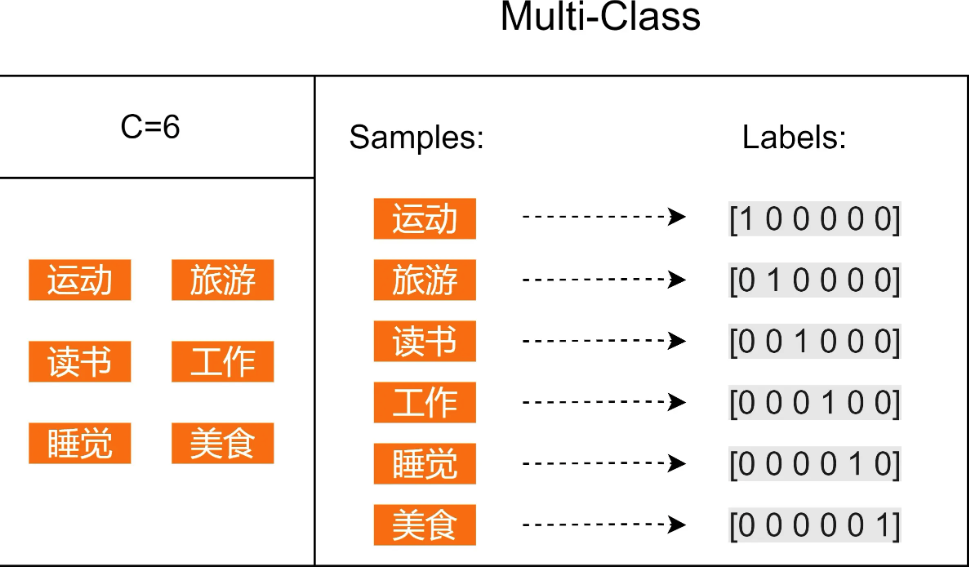 Multi-Class
C=6
运动 旅游
读书 工作
睡觉 美食
Samples: Labels:
运动 [1 0 0 0 0 0]
旅游 [0 1 0 0 0 0]
读书 [0 0 1 0 0 0]
工作 [0 0 0 1 0 0]
睡觉 [0 0 0 0 1 0]
美食 [0 0 0 0 0 1]